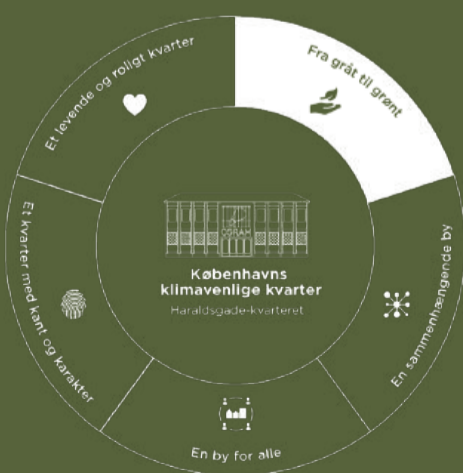 Et levende og roligt kvarter
Fra gråt til grønt
En sammenhængende by
En by for alle
Et kvarter med kant og karakter
Københavns
klimavenlige kvarter
Haraldsgade-kvarteret